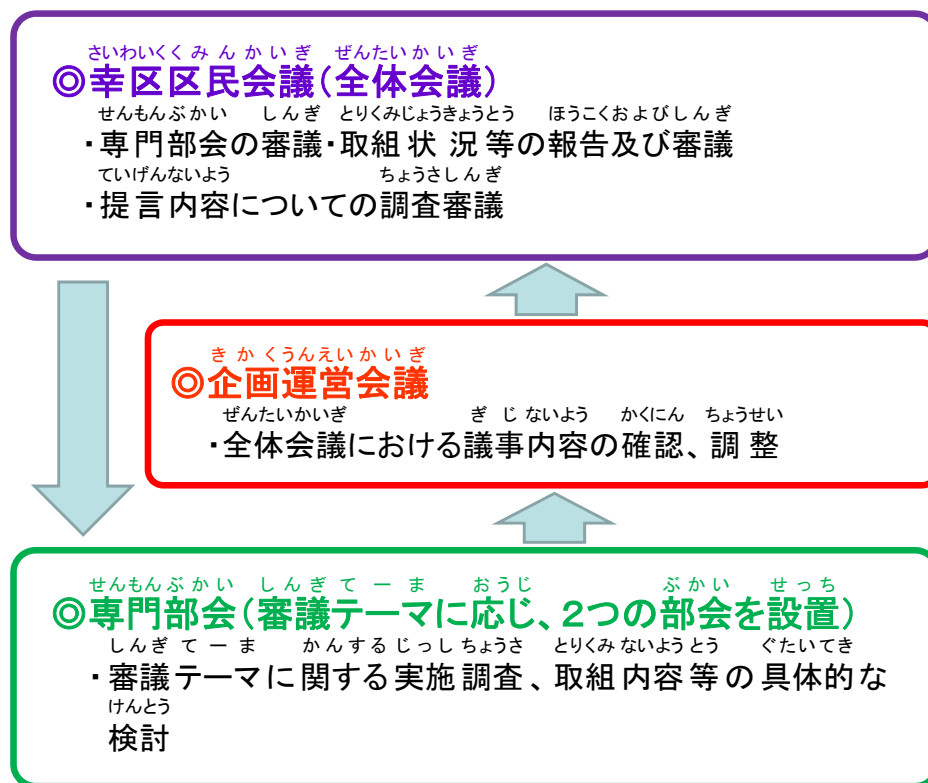 さいわいくくみんかいぎ ぜんたいかいぎ
◎幸区区民会議(全体会議)
せんもんぶかい しんぎ とりくみじょうきょうとう ほうこくおよびしんぎ
・専門部会の審議・取組状況等の報告及び審議
ていげんないよう ちょうさしんぎ
・提言内容についての調査審議
きかくうんえいかいぎ
◎企画運営会議
ぜんたいかいぎ ぎじないよう かくにん ちょうせい
・全体会議における議事内容の確認、調整
せんもんぶかい しんぎてーま おうじ ぶかい せっち
◎専門部会(審議テーマに応じ、2つの部会を設置)
しんぎてーま かんするじっしちょうさ とりくみないようとう ぐたいてき
・審議テーマに関する実施調査、取組内容等の具体的な
けんとう
検討